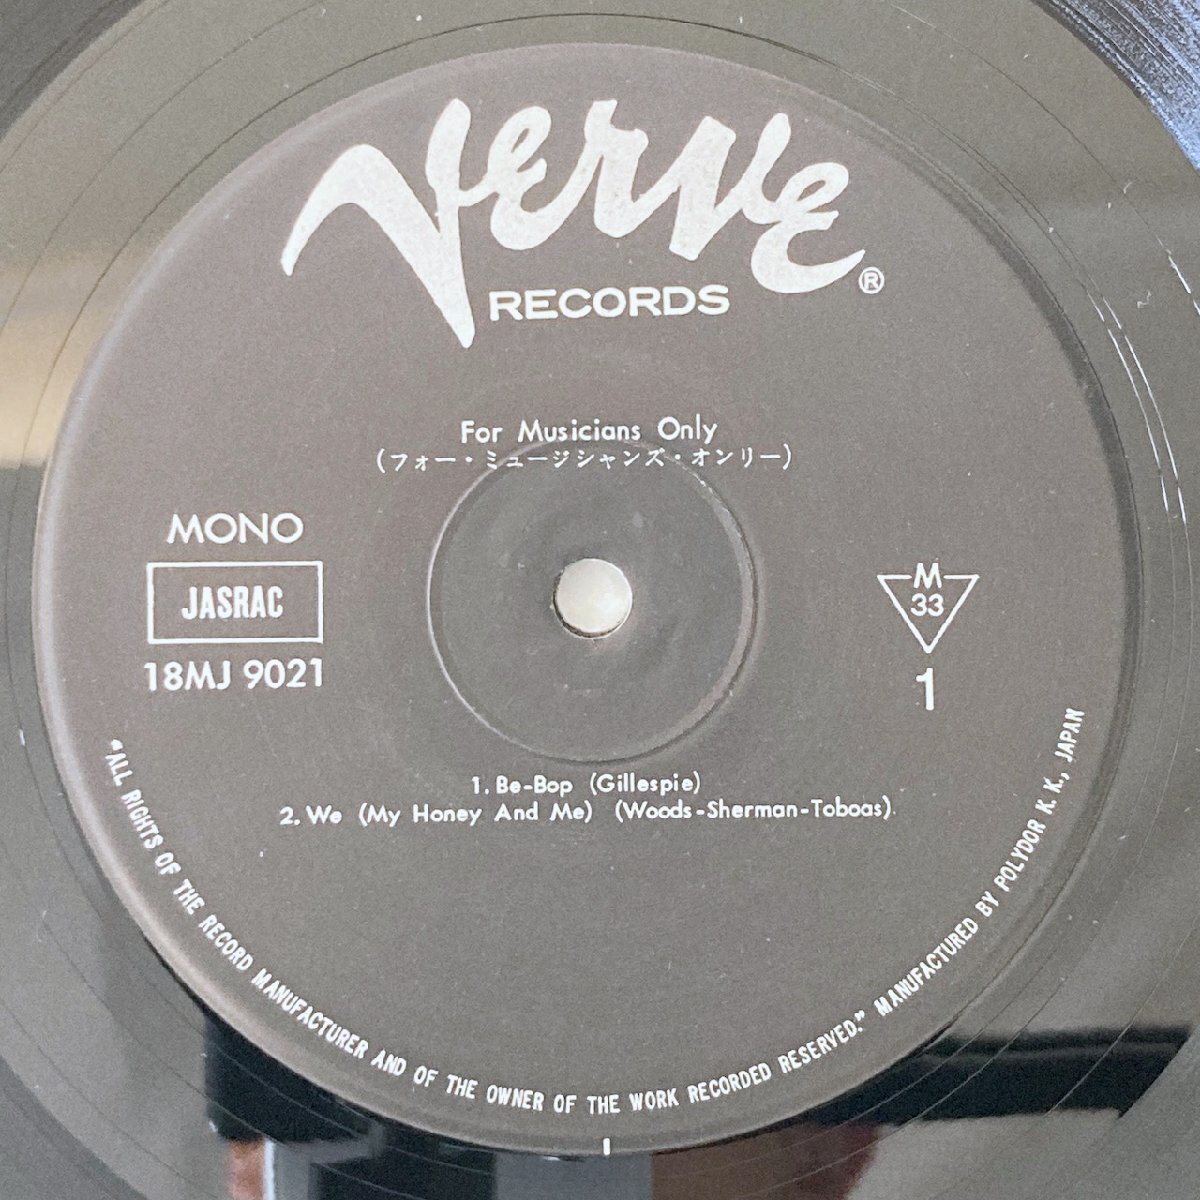 Verve ®
RECORDS
For Musicians Only
(フォー・ミュージシャンズ・オンリー)
MONO
JASRAC
18MJ 9021
M
33
1
1. Be-Bop (Gillespie)
2. We (My Honey And Me) (Woods-Sherman-Toboas).
"ALL RIGHTS OF THE RECORD MANUFACTURER AND OF THE OWNER OF THE WORK RECORDED RESERVED." MANUFACTURED BY POLYDOR K. K., JAPAN